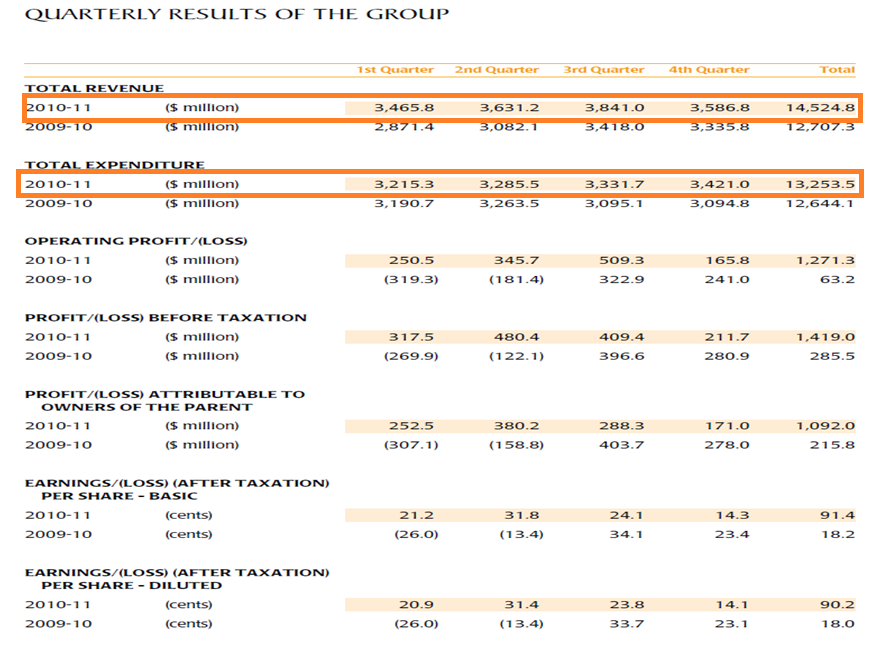 QUARTERLY RESULTS OF THE GROUP
1st Quarter 2nd Quarter 3rd Quarter 4th Quarter Total
TOTAL REVENUE
2010-11 ($ million) 3,465.8 3,631.2 3,841.0 3,586.8 14,524.8
2009-10 ($ million) 2,871.4 3,082.1 3,418.0 3,335.8 12,707.3
TOTAL EXPENDITURE
2010-11 ($ million) 3,215.3 3,285.5 3,331.7 3,421.0 13,253.5
2009-10 ($ million) 3,190.7 3,263.5 3,095.1 3,094.8 12,644.1
OPERATING PROFIT/(LOSS)
2010-11 ($ million) 250.5 345.7 509.3 165.8 1,271.3
2009-10 ($ million) (319.3) (181.4) 322.9 241.0 63.2
PROFIT/(LOSS) BEFORE TAXATION
2010-11 ($ million) 317.5 480.4 409.4 211.7 1,419.0
2009-10 ($ million) (269.9) (122.1) 396.6 280.9 285.5
PROFIT/(LOSS) ATTRIBUTABLE TO
OWNERS OF THE PARENT
2010-11 ($ million) 252.5 380.2 288.3 171.0 1,092.0
2009-10 ($ million) (307.1) (158.8) 403.7 278.0 215.8
EARNINGS/(LOSS) (AFTER TAXATION)
PER SHARE – BASIC
2010-11 (cents) 21.2 31.8 24.1 14.3 91.4
2009-10 (cents) (26.0) (13.4) 34.1 23.4 18.2
EARNINGS/(LOSS) (AFTER TAXATION)
PER SHARE – DILUTED
2010-11 (cents) 20.9 31.4 23.8 14.1 90.2
2009-10 (cents) (26.0) (13.4) 33.7 23.1 18.0